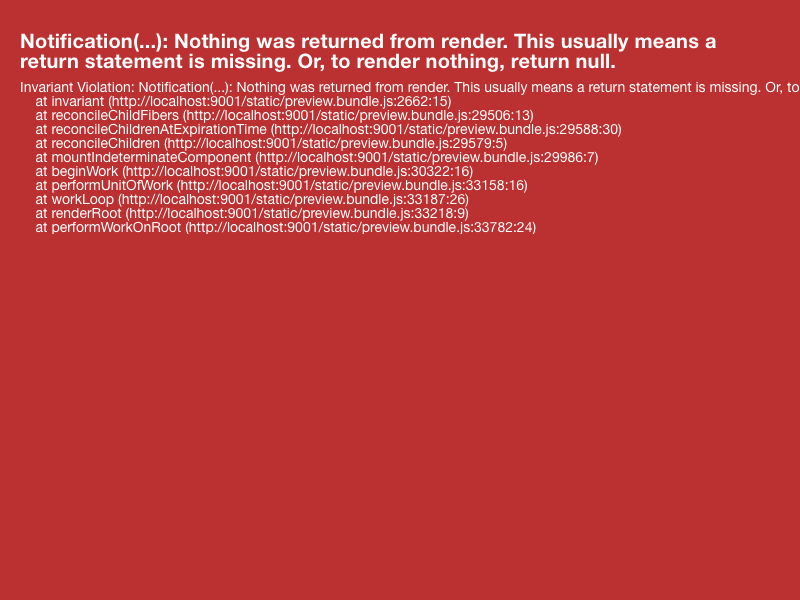 Notification(...): Nothing was returned from render. This usually means a
return statement is missing. Or, to render nothing, return null.
Invariant Violation: Notification(...): Nothing was returned from render. This usually means a return statement is missing. Or, to
at invariant (http://localhost:9001/static/preview.bundle.js:2662:15)
at reconcileChildFibers (http://localhost:9001/static/preview.bundle.js:29506:13)
at reconcileChildrenAtExpirationTime (http://localhost:9001/static/preview.bundle.js:29588:30)
at reconcileChildren (http://localhost:9001/static/preview.bundle.js:29579:5)
at mountIndeterminateComponent (http://localhost:9001/static/preview.bundle.js:29986:7)
at beginWork (http://localhost:9001/static/preview.bundle.js:30322:16)
at performUnitOfWork (http://localhost:9001/static/preview.bundle.js:33158:16)
at workLoop (http://localhost:9001/static/preview.bundle.js:33187:26)
at renderRoot (http://localhost:9001/static/preview.bundle.js:33218:9)
at performWorkOnRoot (http://localhost:9001/static/preview.bundle.js:33782:24)